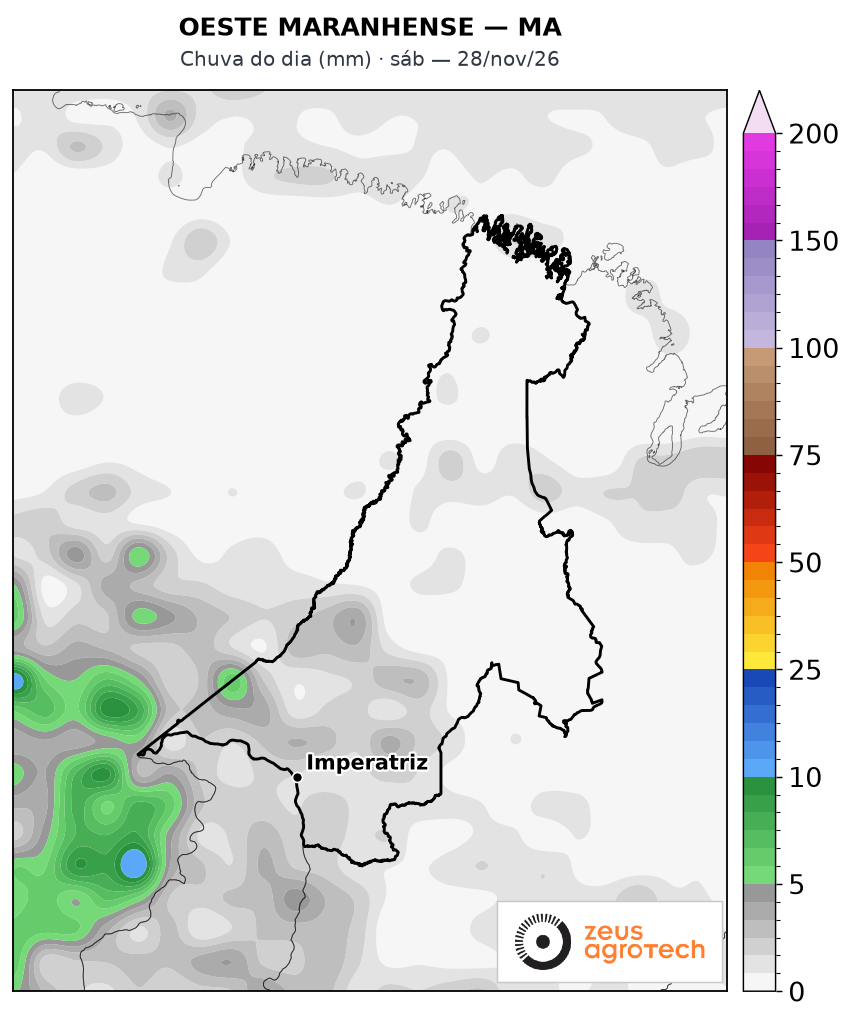 OESTE MARANHENSE — MA
Chuva do dia (mm) · sáb — 28/nov/26
200
150
100
75
50
25
10
5
0
Imperatriz
zeus
agrotech